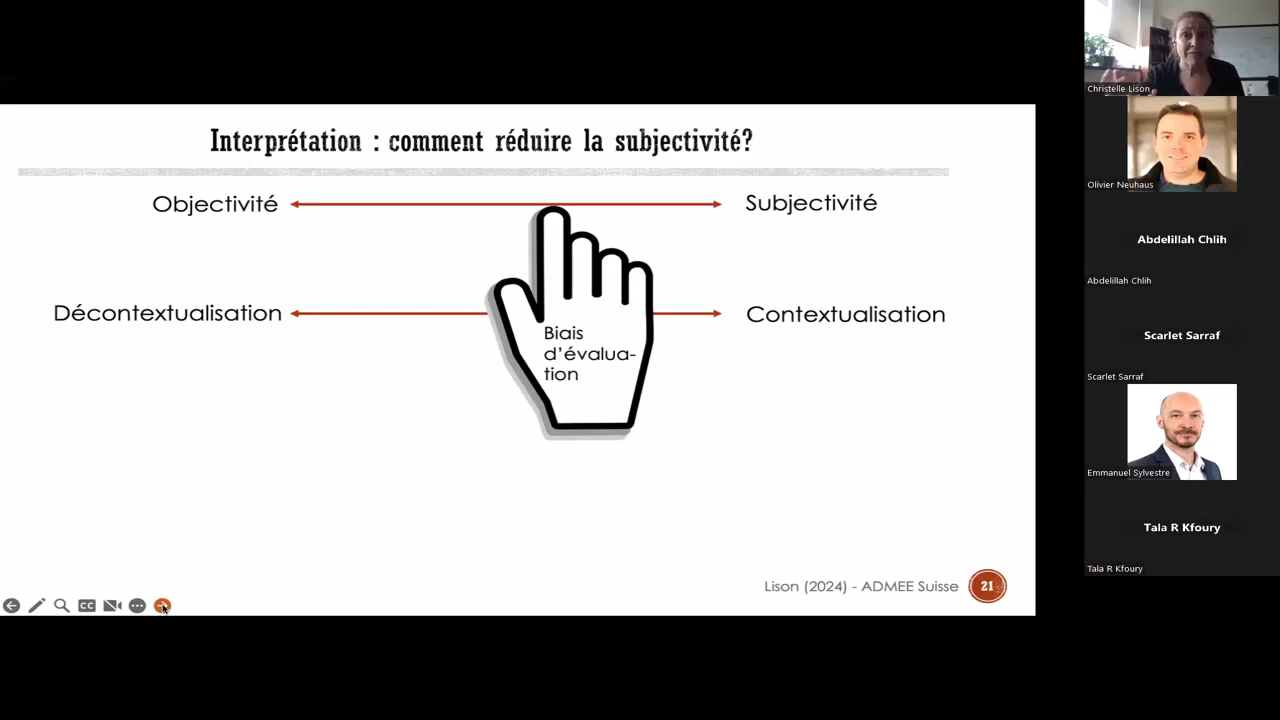 Interprétation : comment réduire la subjectivité?
Objectivité
Subjectivité
Décontextualisation
Contextualisation
Biais
d'évalua-
tion
Lison (2024) - ADMEE Suisse
21
CC
Christelle Lison
Olivier Neuhaus
Abdelillah Chlih
Abdelillah Chlih
Scarlet Sarraf
Scarlet Sarraf
Emmanuel Sylvestre
Tala R Kfoury
Tala R Kfoury